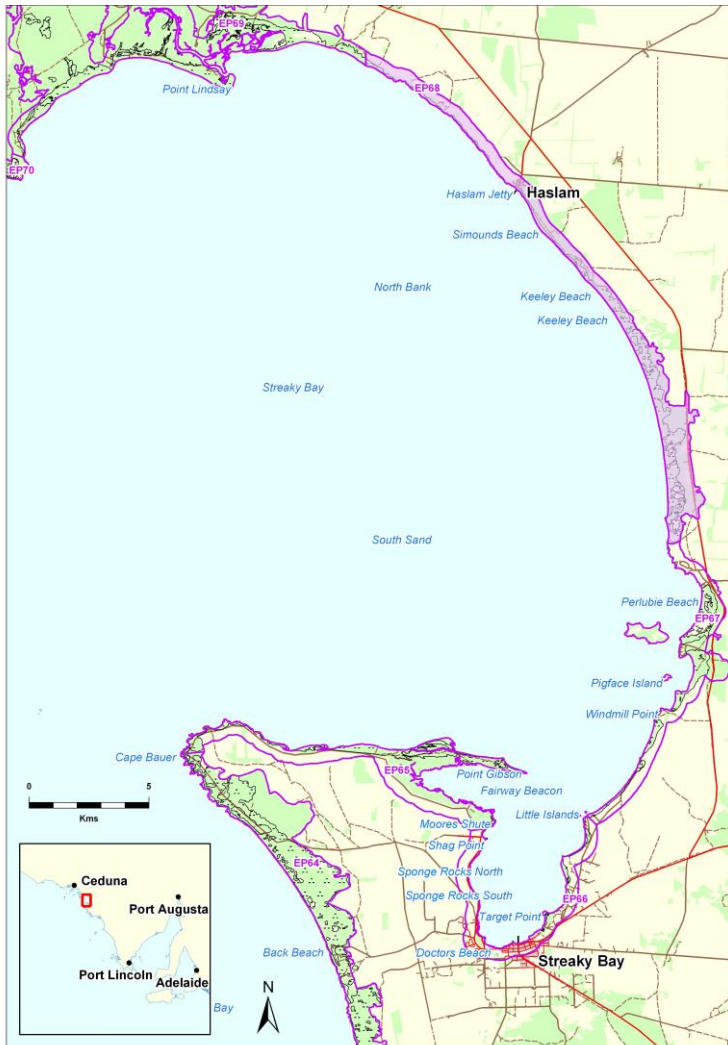 EP69
Point Lindsay
EP68
EP70
Haslam Jetty
Haslam
Simounds Beach
North Bank
Keeley Beach
Keeley Beach
Streaky Bay
South Sand
Perlubie Beach
EP67
Pigface Island
Windmill Point
Cape Bauer
EP65
Point Gibson
Fairway Beacon
0 5
Kms
Little Islands
Moores Shute
Shag Point
EP64
Sponge Rocks North
Sponge Rocks South
EP66
Target Point
Back Beach
Doctors Beach
Streaky Bay
Ceduna
Port Augusta
Port Lincoln
Adelaide
Bay
N